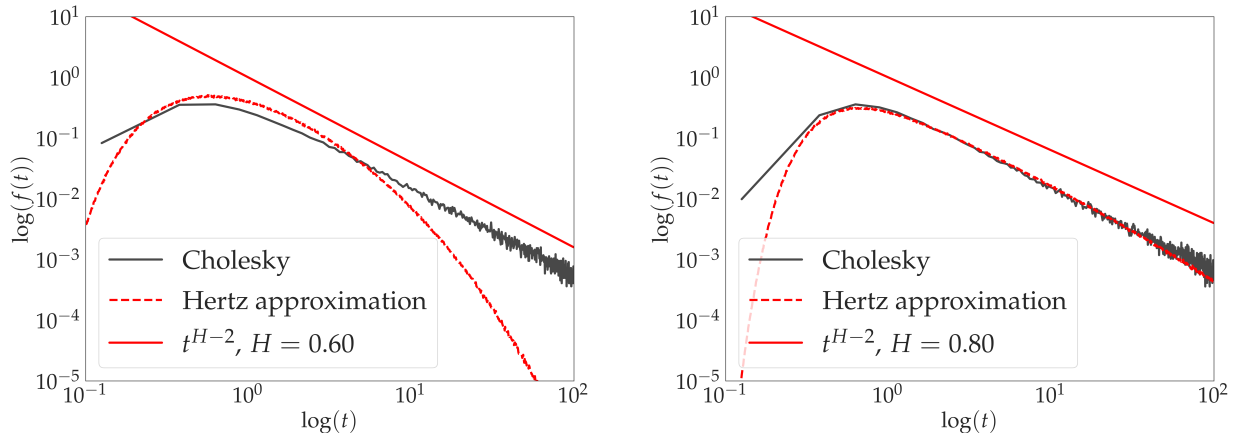 10^1
10^0
10^-1
10^-2
10^-3
10^-4
10^-5
log(f(t))
Cholesky
Hertz approximation
t^{H−2}, H = 0.60
10^-1
10^0
10^1
10^2
log(t)
10^1
10^0
10^-1
10^-2
10^-3
10^-4
10^-5
log(f(t))
Cholesky
Hertz approximation
t^{H−2}, H = 0.80
10^-1
10^0
10^1
10^2
log(t)